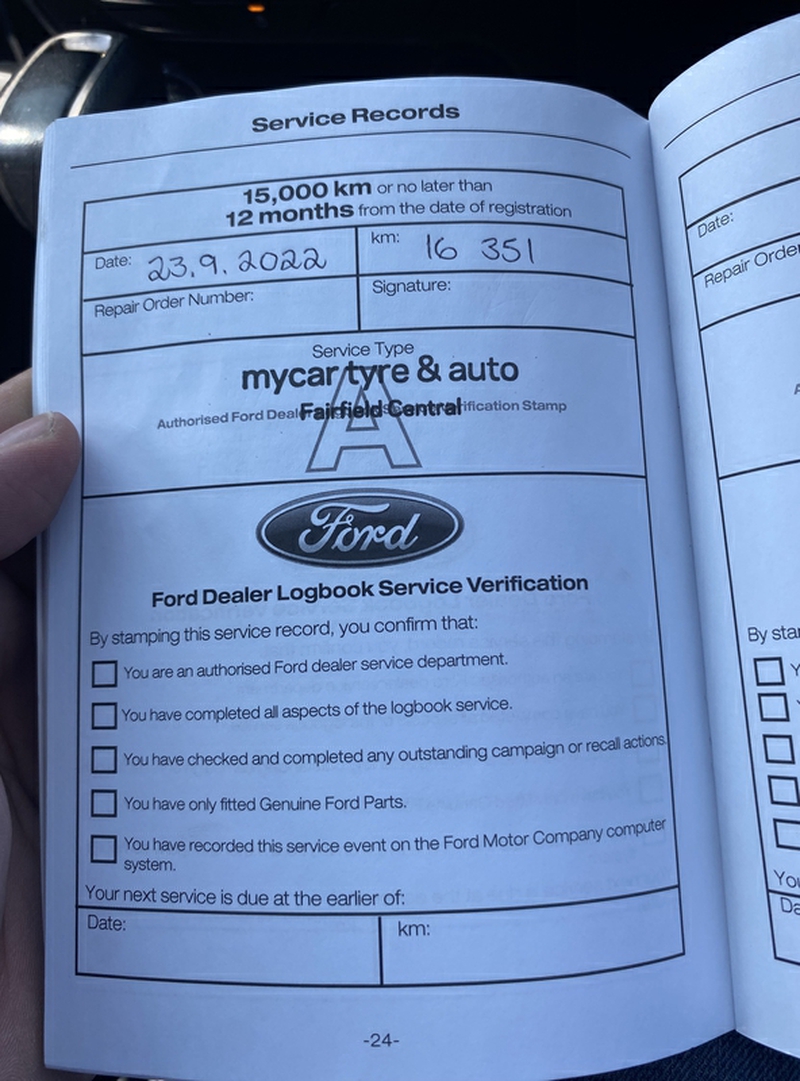 Service Records
15,000 km or no later than
12 months from the date of registration
Date: 23.9.2022 km: 16 351
Repair Order Number: Signature:
Service Type
mycar tyre & auto
A
Authorised Ford Fairfield Central Stamp
Ford
Ford Dealer Logbook Service Verification
By stamping this service record, you confirm that:
You are an authorised Ford dealer service department.
You have completed all aspects of the logbook service.
You have checked and completed any outstanding campaign or recall actions.
You have only fitted Genuine Ford Parts.
You have recorded this service event on the Ford Motor Company computer
system.
Your next service is due at the earlier of:
Date: km:
-24-
Date:
Repair
By